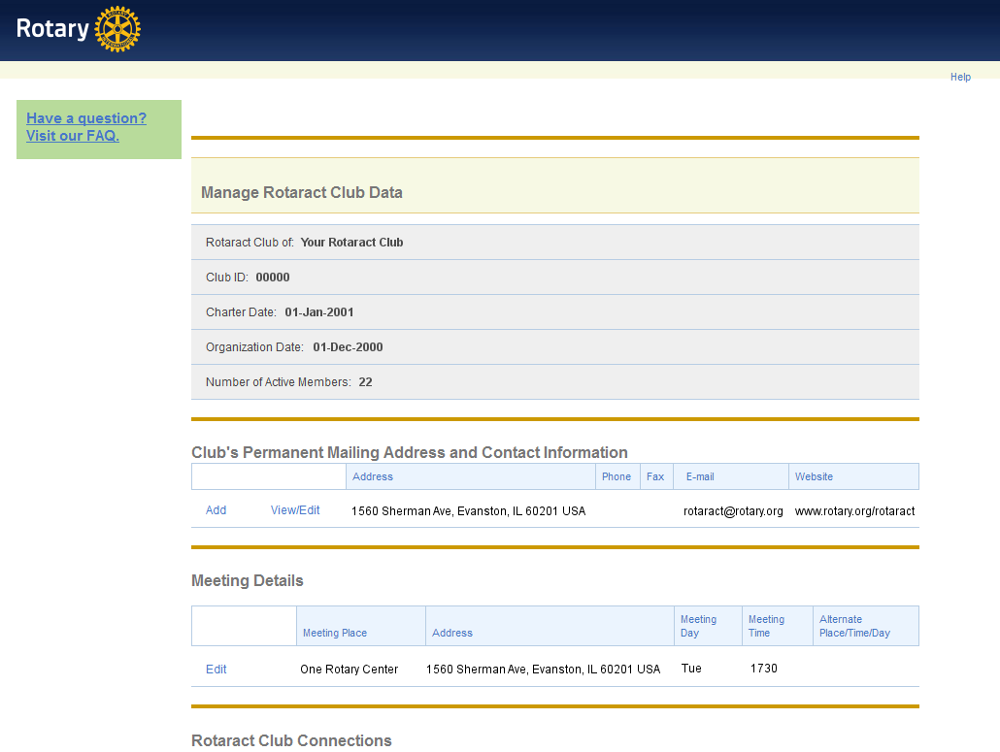 Rotary
Help
Have a question?
Visit our FAQ.
Manage Rotaract Club Data
Rotaract Club of: Your Rotaract Club
Club ID: 00000
Charter Date: 01-Jan-2001
Organization Date: 01-Dec-2000
Number of Active Members: 22
Club's Permanent Mailing Address and Contact Information
Address Phone Fax E-mail Website
Add View/Edit 1560 Sherman Ave, Evanston, IL 60201 USA rotaract@rotary.org www.rotary.org/rotaract
Meeting Details
Meeting Place Address Meeting Day Meeting Time Alternate Place/Time/Day
Edit One Rotary Center 1560 Sherman Ave, Evanston, IL 60201 USA Tue 1730
Rotaract Club Connections